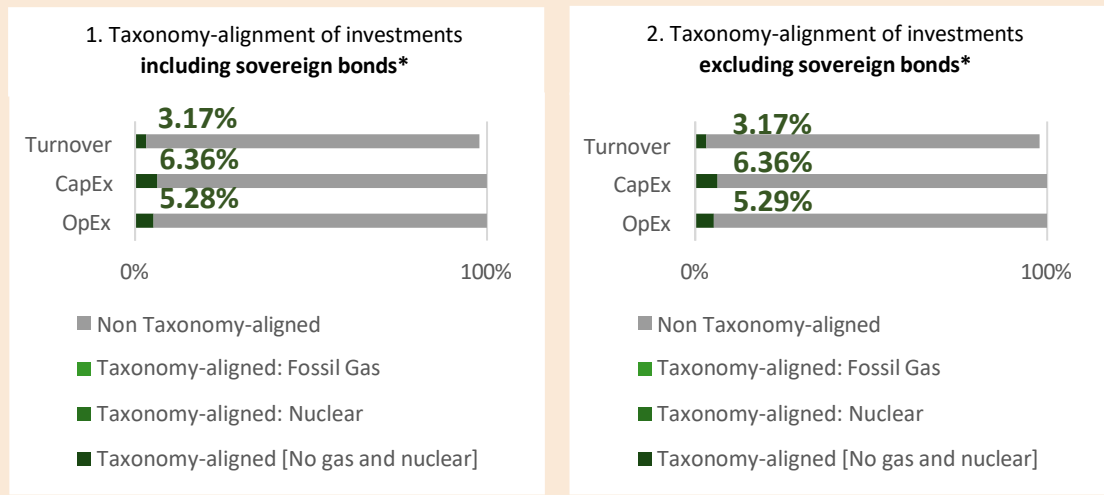 1. Taxonomy-alignment of investments
including sovereign bonds*
3.17%
Turnover
6.36%
CapEx
5.28%
OpEx
0%
100%
Non Taxonomy-aligned
Taxonomy-aligned: Fossil Gas
Taxonomy-aligned: Nuclear
Taxonomy-aligned [No gas and nuclear]
2. Taxonomy-alignment of investments
excluding sovereign bonds*
3.17%
Turnover
6.36%
CapEx
5.29%
OpEx
0%
100%
Non Taxonomy-aligned
Taxonomy-aligned: Fossil Gas
Taxonomy-aligned: Nuclear
Taxonomy-aligned [No gas and nuclear]